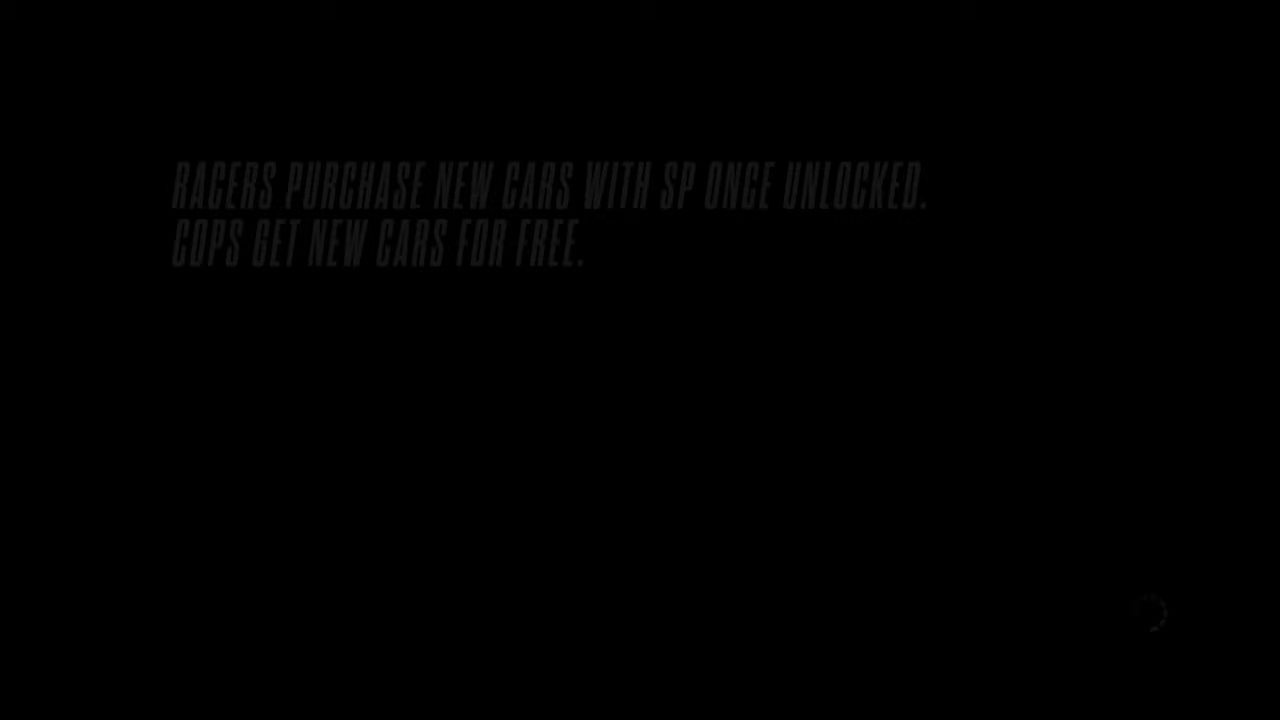 RACERS PURCHASE NEW CARS WITH SP ONCE UNLOCKED.
COPS GET NEW CARS FOR FREE.